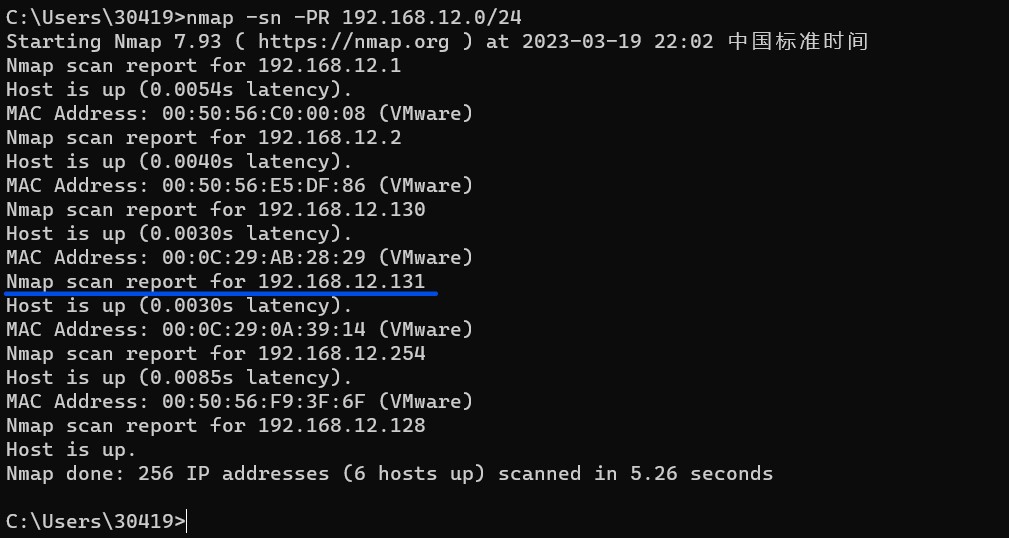 C:\Users\30419>nmap -sn -PR 192.168.12.0/24
Starting Nmap 7.93 ( https://nmap.org ) at 2023-03-19 22:02 中国标准时间
Nmap scan report for 192.168.12.1
Host is up (0.0054s latency).
MAC Address: 00:50:56:C0:00:08 (VMware)
Nmap scan report for 192.168.12.2
Host is up (0.0040s latency).
MAC Address: 00:50:56:E5:DF:86 (VMware)
Nmap scan report for 192.168.12.130
Host is up (0.0030s latency).
MAC Address: 00:0C:29:AB:28:29 (VMware)
Nmap scan report for 192.168.12.131
Host is up (0.0030s latency).
MAC Address: 00:0C:29:0A:39:14 (VMware)
Nmap scan report for 192.168.12.254
Host is up (0.0085s latency).
MAC Address: 00:50:56:F9:3F:6F (VMware)
Nmap scan report for 192.168.12.128
Host is up.
Nmap done: 256 IP addresses (6 hosts up) scanned in 5.26 seconds
C:\Users\30419>